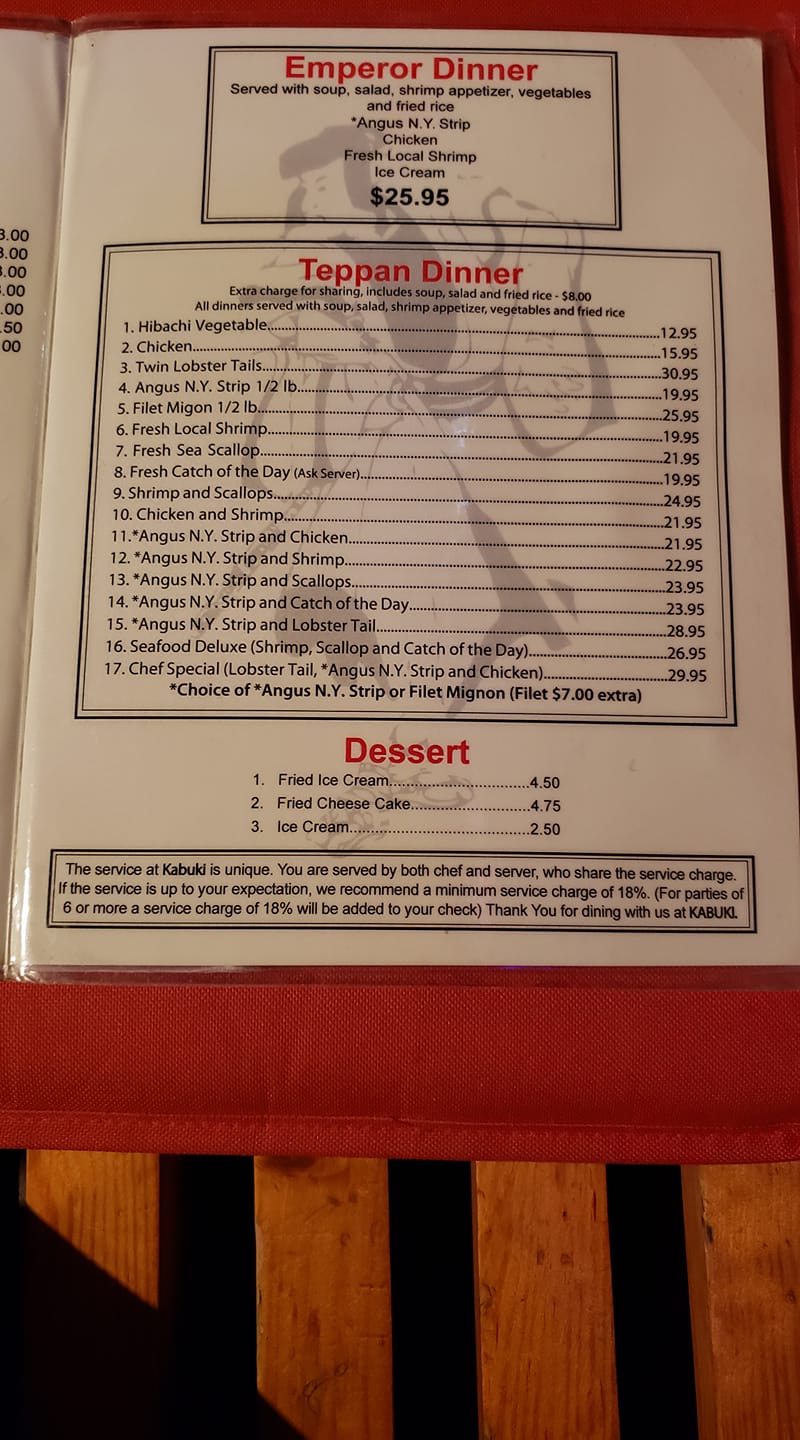 3.00
3.00
.00
.00
.00
.50
00
Emperor Dinner
Served with soup, salad, shrimp appetizer, vegetables
and fried rice
*Angus N.Y. Strip
Chicken
Fresh Local Shrimp
Ice Cream
$25.95
Teppan Dinner
Extra charge for sharing, includes soup, salad and fried rice - $8.00
All dinners served with soup, salad, shrimp appetizer, vegetables and fried rice
1. Hibachi Vegetable 12.95
2. Chicken 15.95
3. Twin Lobster Tails 30.95
4. Angus N.Y. Strip 1/2 lb 19.95
5. Filet Migon 1/2 lb 25.95
6. Fresh Local Shrimp 19.95
7. Fresh Sea Scallop 21.95
8. Fresh Catch of the Day (Ask Server) 19.95
9. Shrimp and Scallops 24.95
10. Chicken and Shrimp 21.95
11.*Angus N.Y. Strip and Chicken 21.95
12. *Angus N.Y. Strip and Shrimp 22.95
13. *Angus N.Y. Strip and Scallops 23.95
14. *Angus N.Y. Strip and Catch of the Day 23.95
15. *Angus N.Y. Strip and Lobster Tail 28.95
16. Seafood Deluxe (Shrimp, Scallop and Catch of the Day) 26.95
17. Chef Special (Lobster Tail, *Angus N.Y. Strip and Chicken) 29.95
*Choice of *Angus N.Y. Strip or Filet Mignon (Filet $7.00 extra)
Dessert
1. Fried Ice Cream 4.50
2. Fried Cheese Cake 4.75
3. Ice Cream 2.50
The service at Kabuki is unique. You are served by both chef and server, who share the service charge.
If the service is up to your expectation, we recommend a minimum service charge of 18%. (For parties of
6 or more a service charge of 18% will be added to your check) Thank You for dining with us at KABUKI.